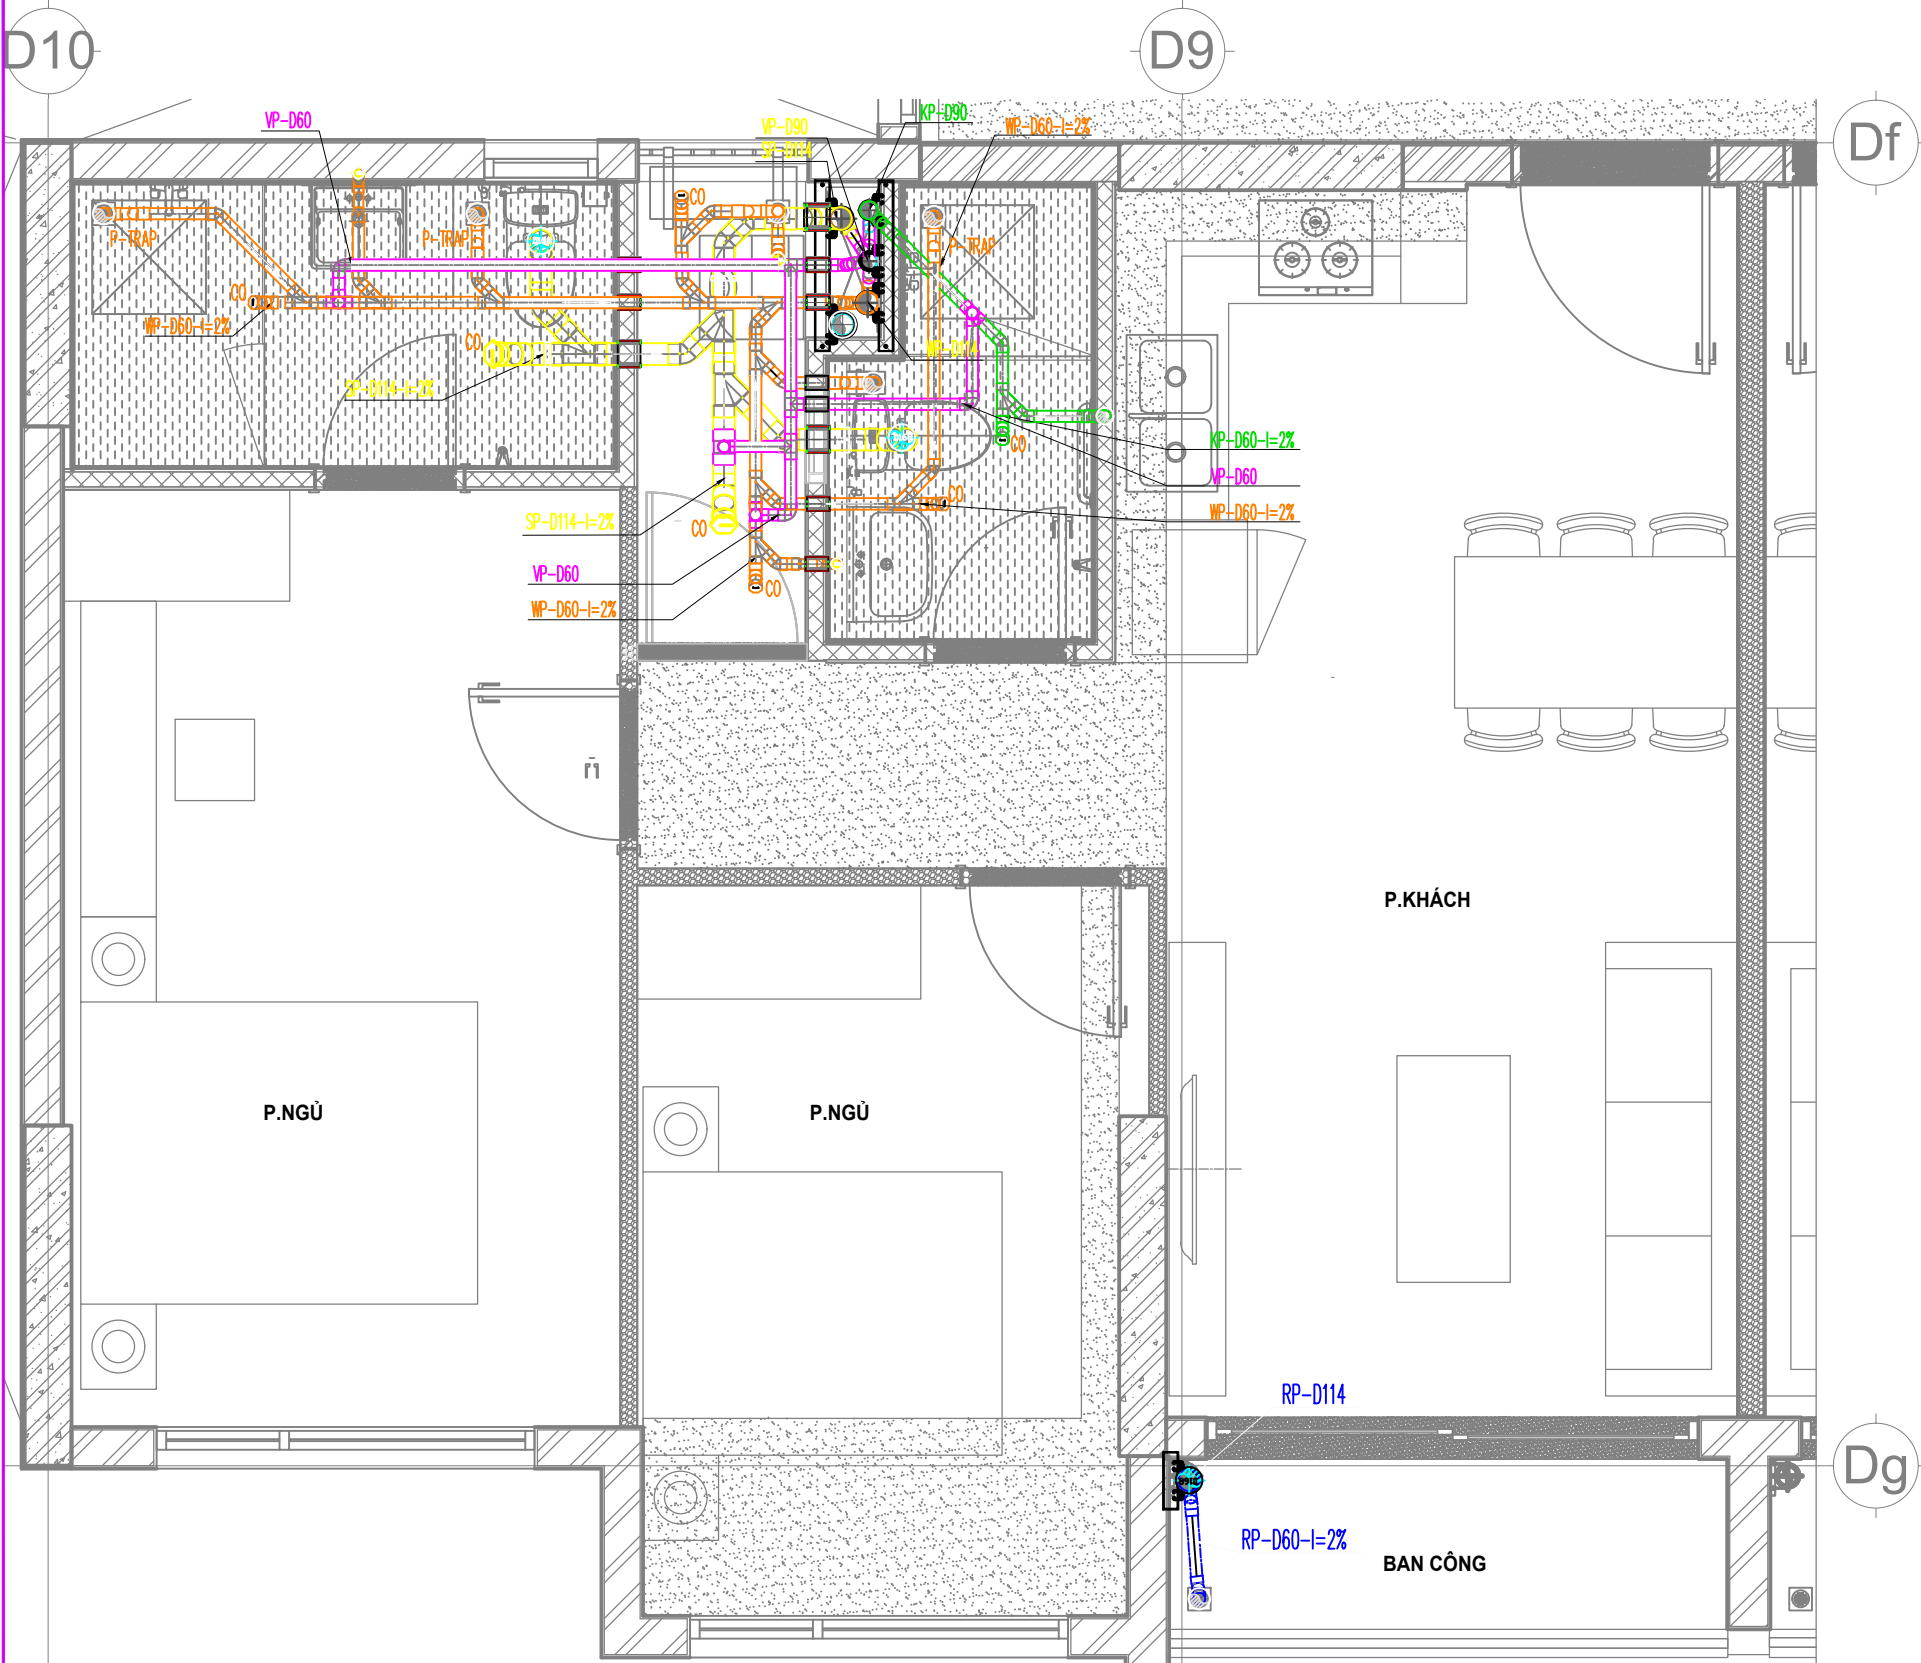 D10
D9
Df
VP-D60
VP-D90
SP-D114
KP-D90
WP-D60-I=2%
P-TRAP
P-TRAP
P-TRAP
CO
CO
WP-D60-I=2%
CO
SP-D114-I=2%
WP-D114
CO
KP-D60-I=2%
VP-D60
CO
WP-D60-I=2%
SP-D114-I=2%
CO
VP-D60
CO
WP-D60-I=2%
P.KHÁCH
P.NGỦ
P.NGỦ
RP-D114
Dg
RP-D60-I=2%
BAN CÔNG